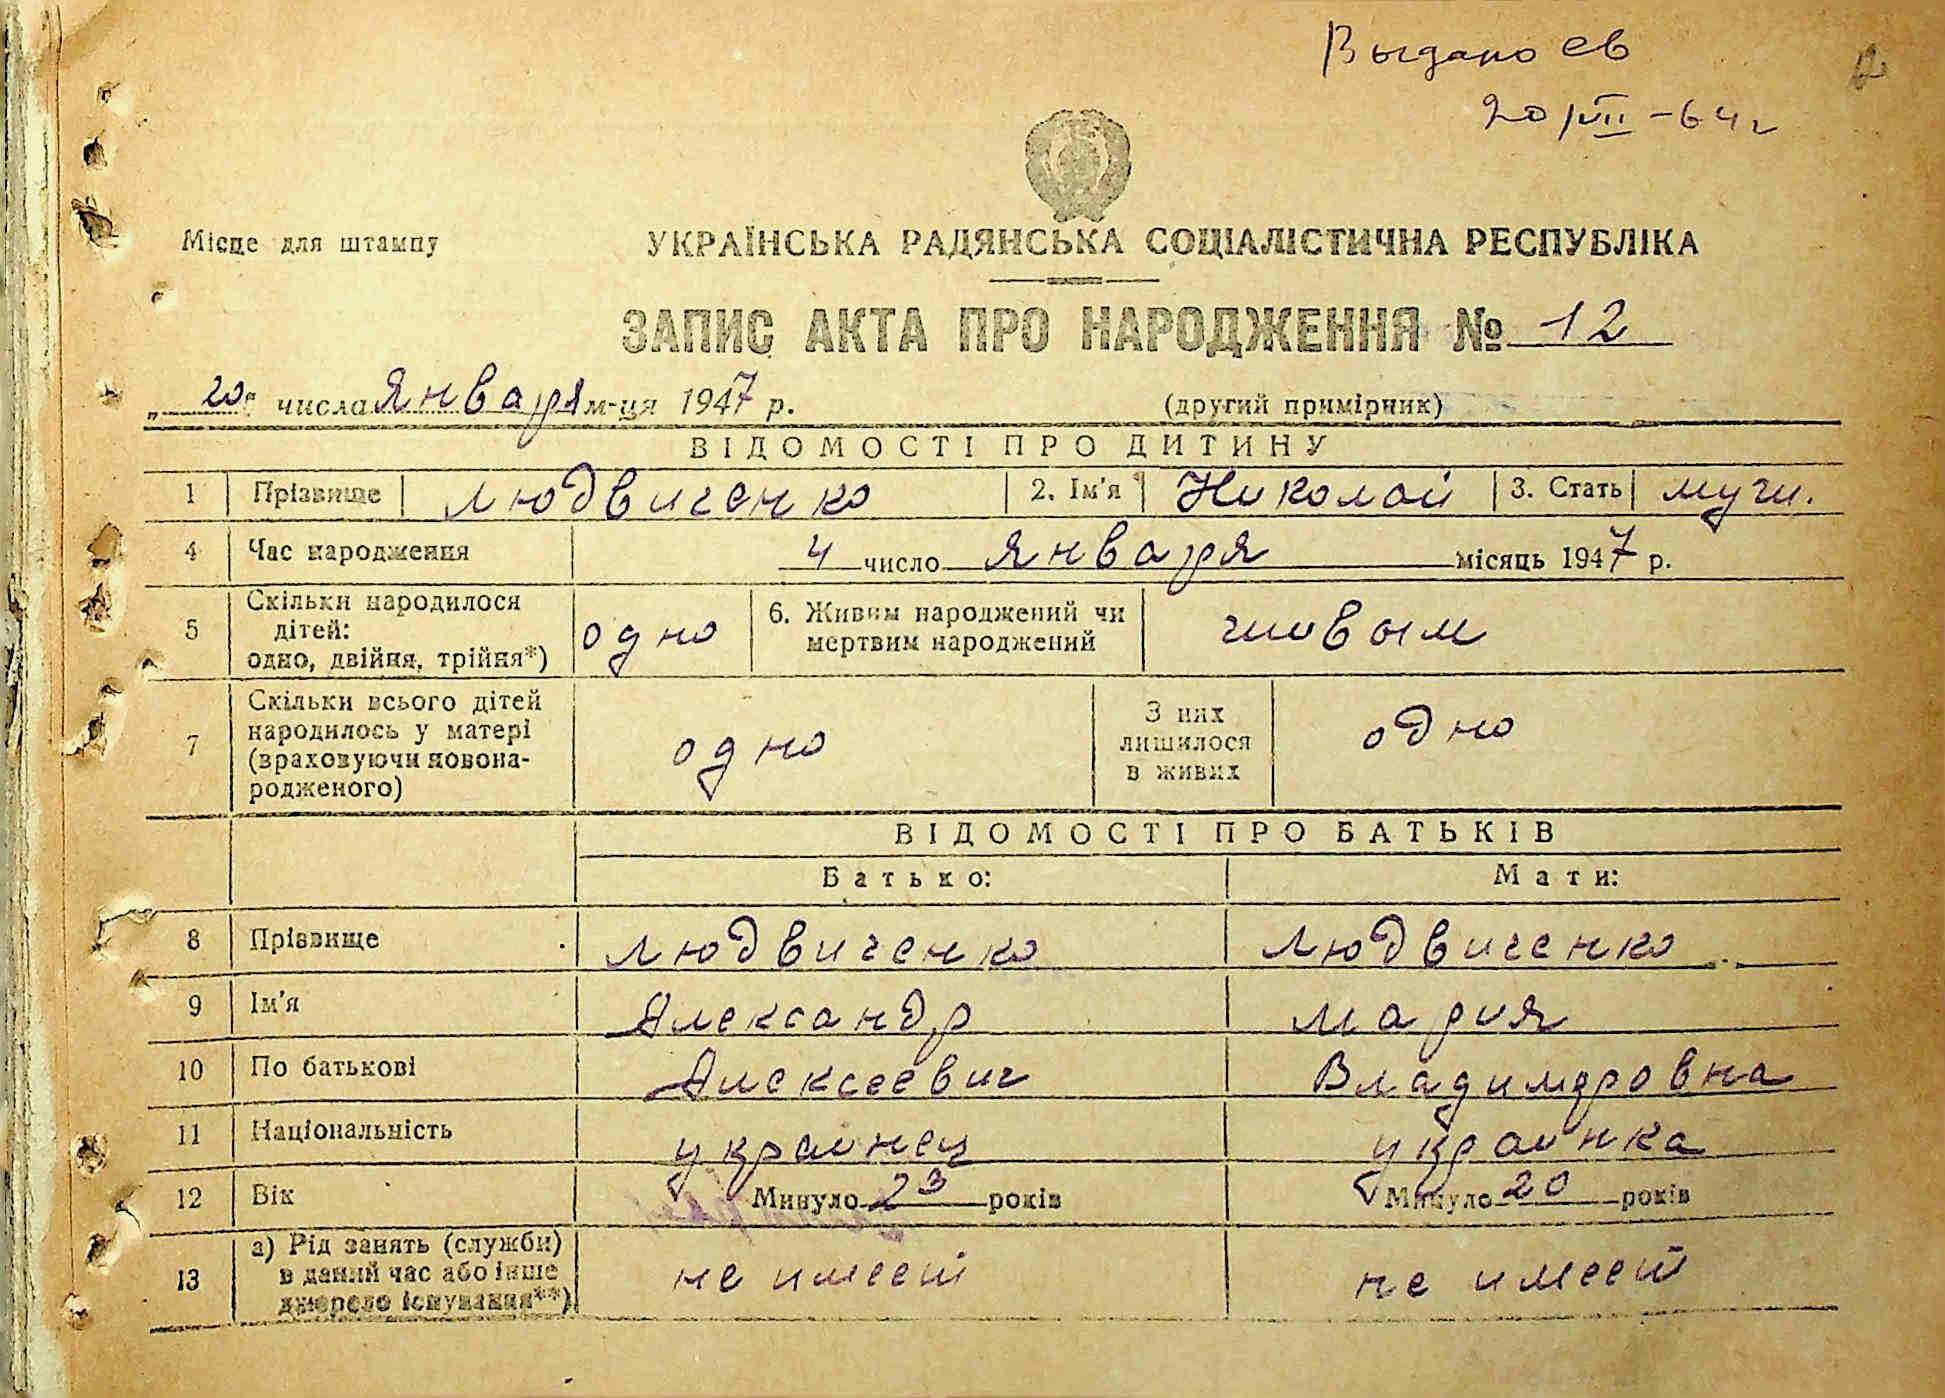 Выдано св
20/VII - 64 г
Місце для штампу
УКРАЇНСЬКА РАДЯНСЬКА СОЦІАЛІСТИЧНА РЕСПУБЛІКА
ЗАПИС АКТА ПРО НАРОДЖЕННЯ № 12
„20“ числа Января м-ця 1947 р. (другий примірник)
ВІДОМОСТІ ПРО ДИТИНУ
1 Прізвище Людвиченко 2. Ім'я Николай 3. Стать муж.
4 Час народження 4 число Января місяць 1947 р.
5 Скільки народилося дітей: одно, двійня, трійня*) одно 6. Живим народжений чи мертвим народжений живым
7 Скільки всього дітей народилось у матері (враховуючи новонародженого) одно З них лишилося в живих одно
ВІДОМОСТІ ПРО БАТЬКІВ
Батько: Мати:
8 Прізвище Людвиченко Людвиченко
9 Ім'я Александр Мария
10 По батькові Алексеевич Владимировна
11 Національність украинец украинка
12 Вік Минуло 23 років Минуло 20 років
13 а) Рід занять (служби) в даний час або інше джерело існування**) не имеет не имеет